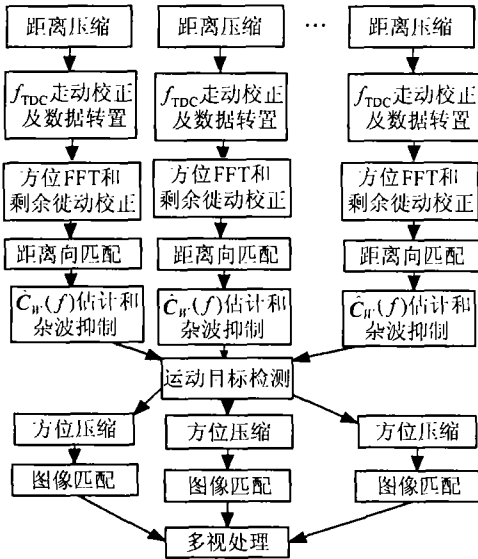 距离压缩 距离压缩 … 距离压缩
f_TDC走动校正 f_TDC走动校正 f_TDC走动校正
及数据转置 及数据转置 及数据转置
方位FFT和 方位FFT和 方位FFT和
剩余徙动校正 剩余徙动校正 剩余徙动校正
距离向匹配 距离向匹配 距离向匹配
Ĉ_W(f)估计和 Ĉ_W(f)估计和 Ĉ_W(f)估计和
杂波抑制 杂波抑制 杂波抑制
运动目标检测
方位压缩 方位压缩 方位压缩
图像匹配 图像匹配 图像匹配
多视处理